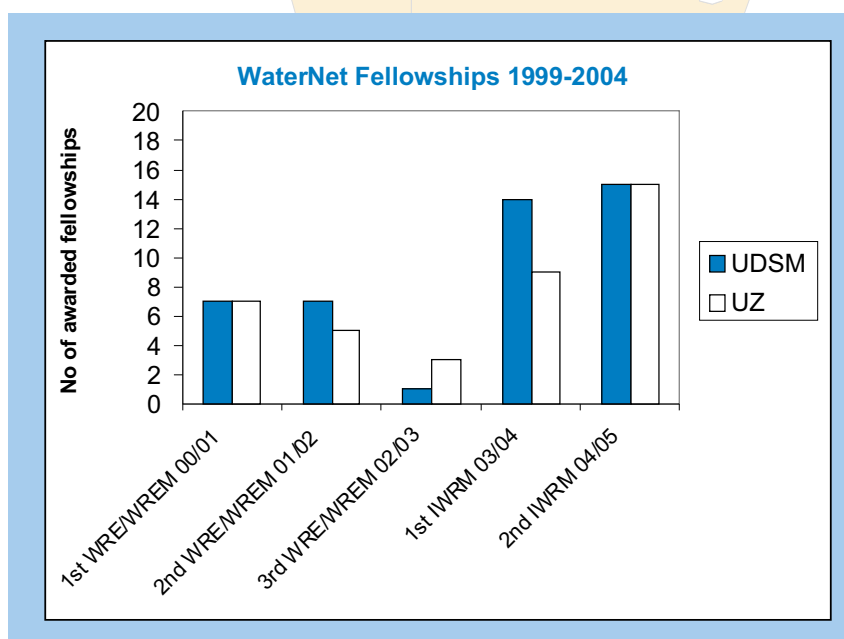 WaterNet Fellowships 1999-2004
No of awarded fellowships
20
18
16
14
12
10
8
6
4
2
0
1st WRE/WREM 00/01
2nd WRE/WREM 01/02
3rd WRE/WREM 02/03
1st IWRM 03/04
2nd IWRM 04/05
UDSM
UZ